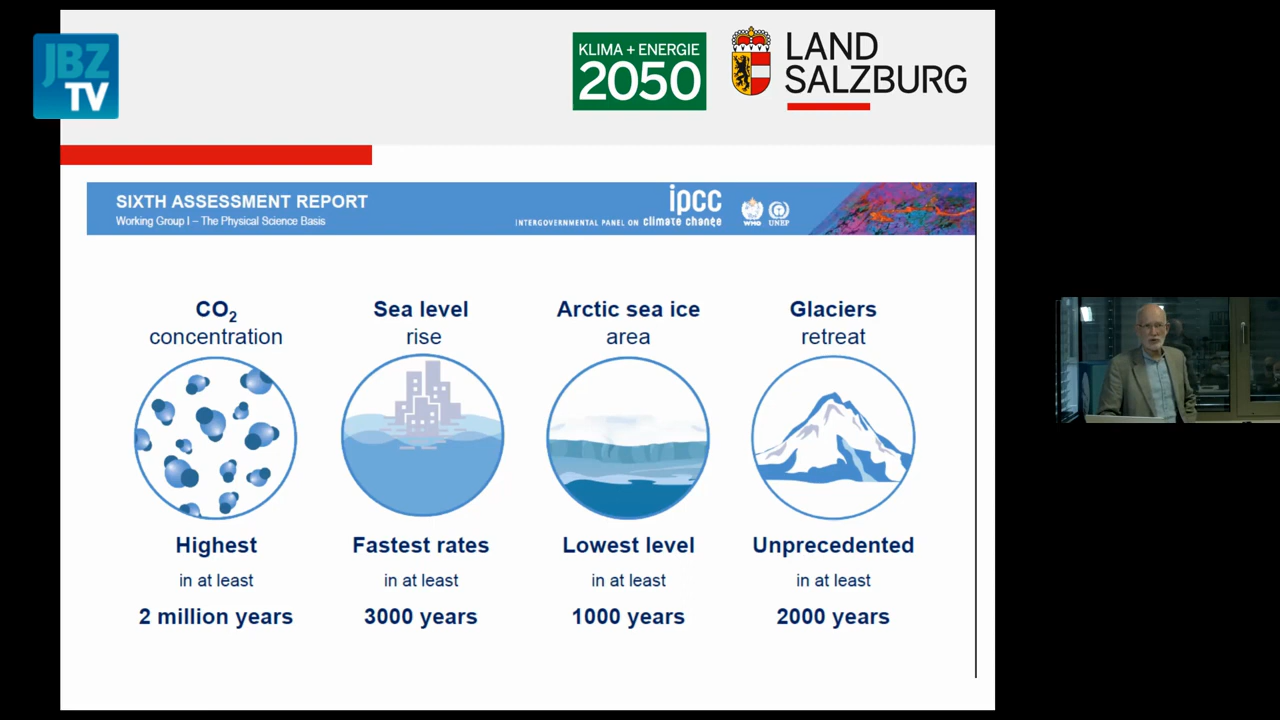 JBZ
TV
KLIMA + ENERGIE
2050
LAND
SALZBURG
SIXTH ASSESSMENT REPORT
Working Group I – The Physical Science Basis
ipcc
INTERGOVERNMENTAL PANEL ON climate change
WMO
UNEP
CO₂
concentration
Highest
in at least
2 million years
Sea level
rise
Fastest rates
in at least
3000 years
Arctic sea ice
area
Lowest level
in at least
1000 years
Glaciers
retreat
Unprecedented
in at least
2000 years